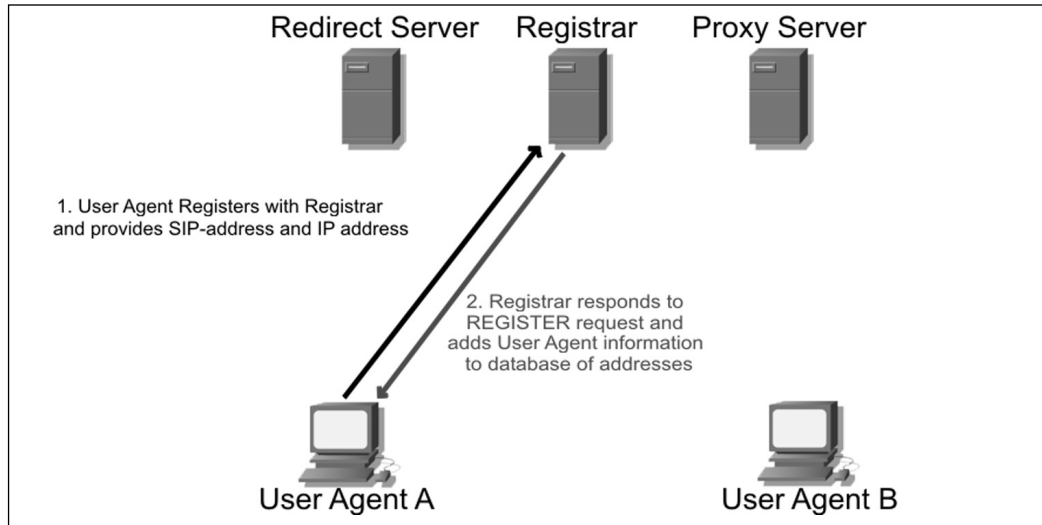 Redirect Server
Registrar
Proxy Server
1. User Agent Registers with Registrar
and provides SIP-address and IP address
2. Registrar responds to
REGISTER request and
adds User Agent information
to database of addresses
User Agent A
User Agent B